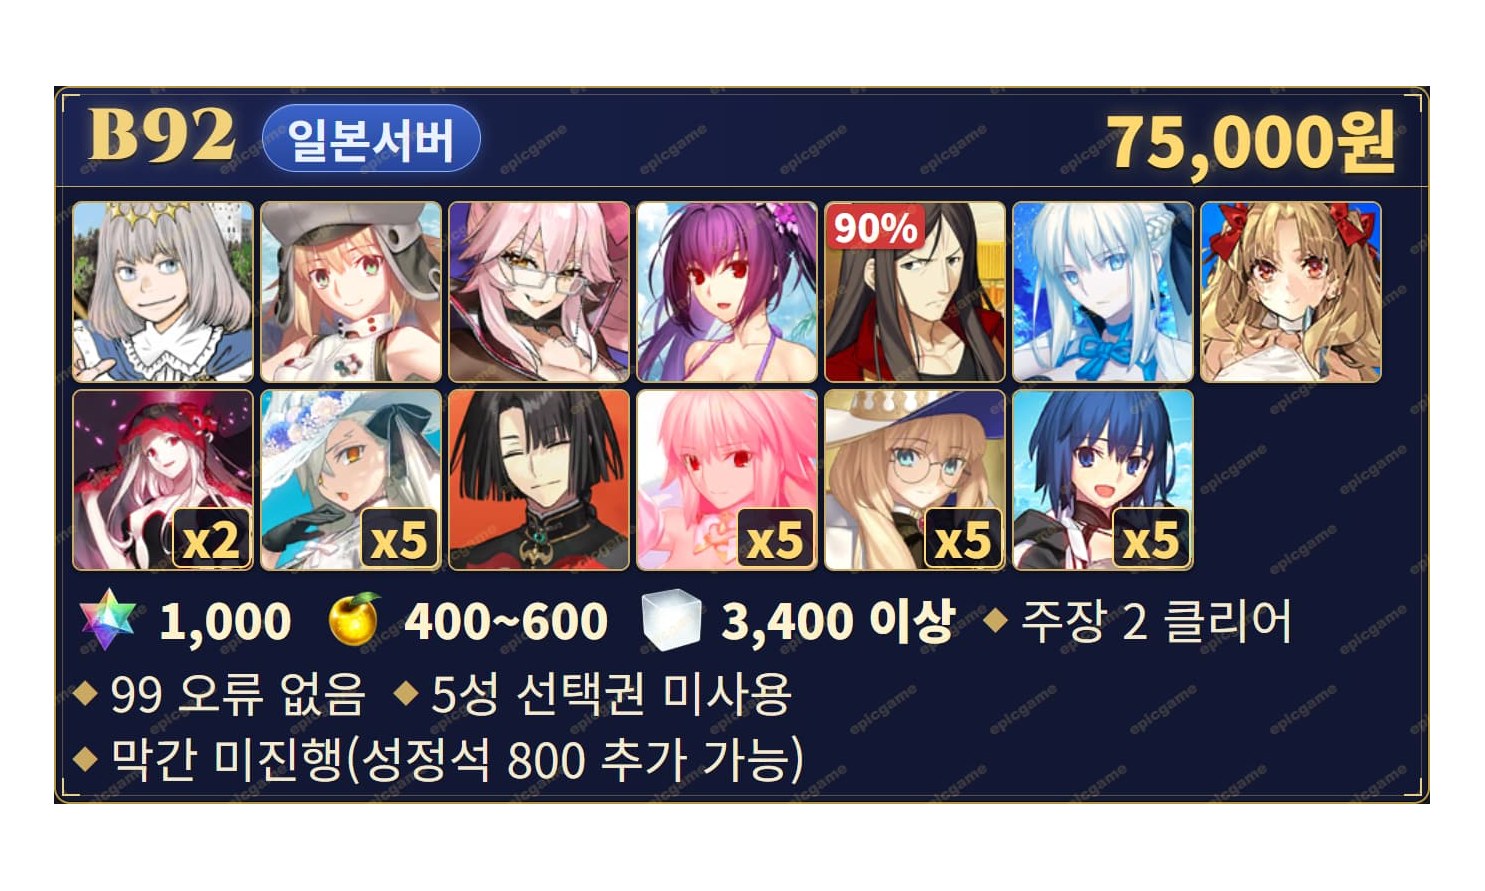 B92 일본서버 75,000원
90%
x2 x5 x5 x5 x5
1,000 400~600 3,400 이상 ◆ 주장 2 클리어
◆ 99 오류 없음 ◆ 5성 선택권 미사용
◆ 막간 미진행(성정석 800 추가 가능)
epicgame